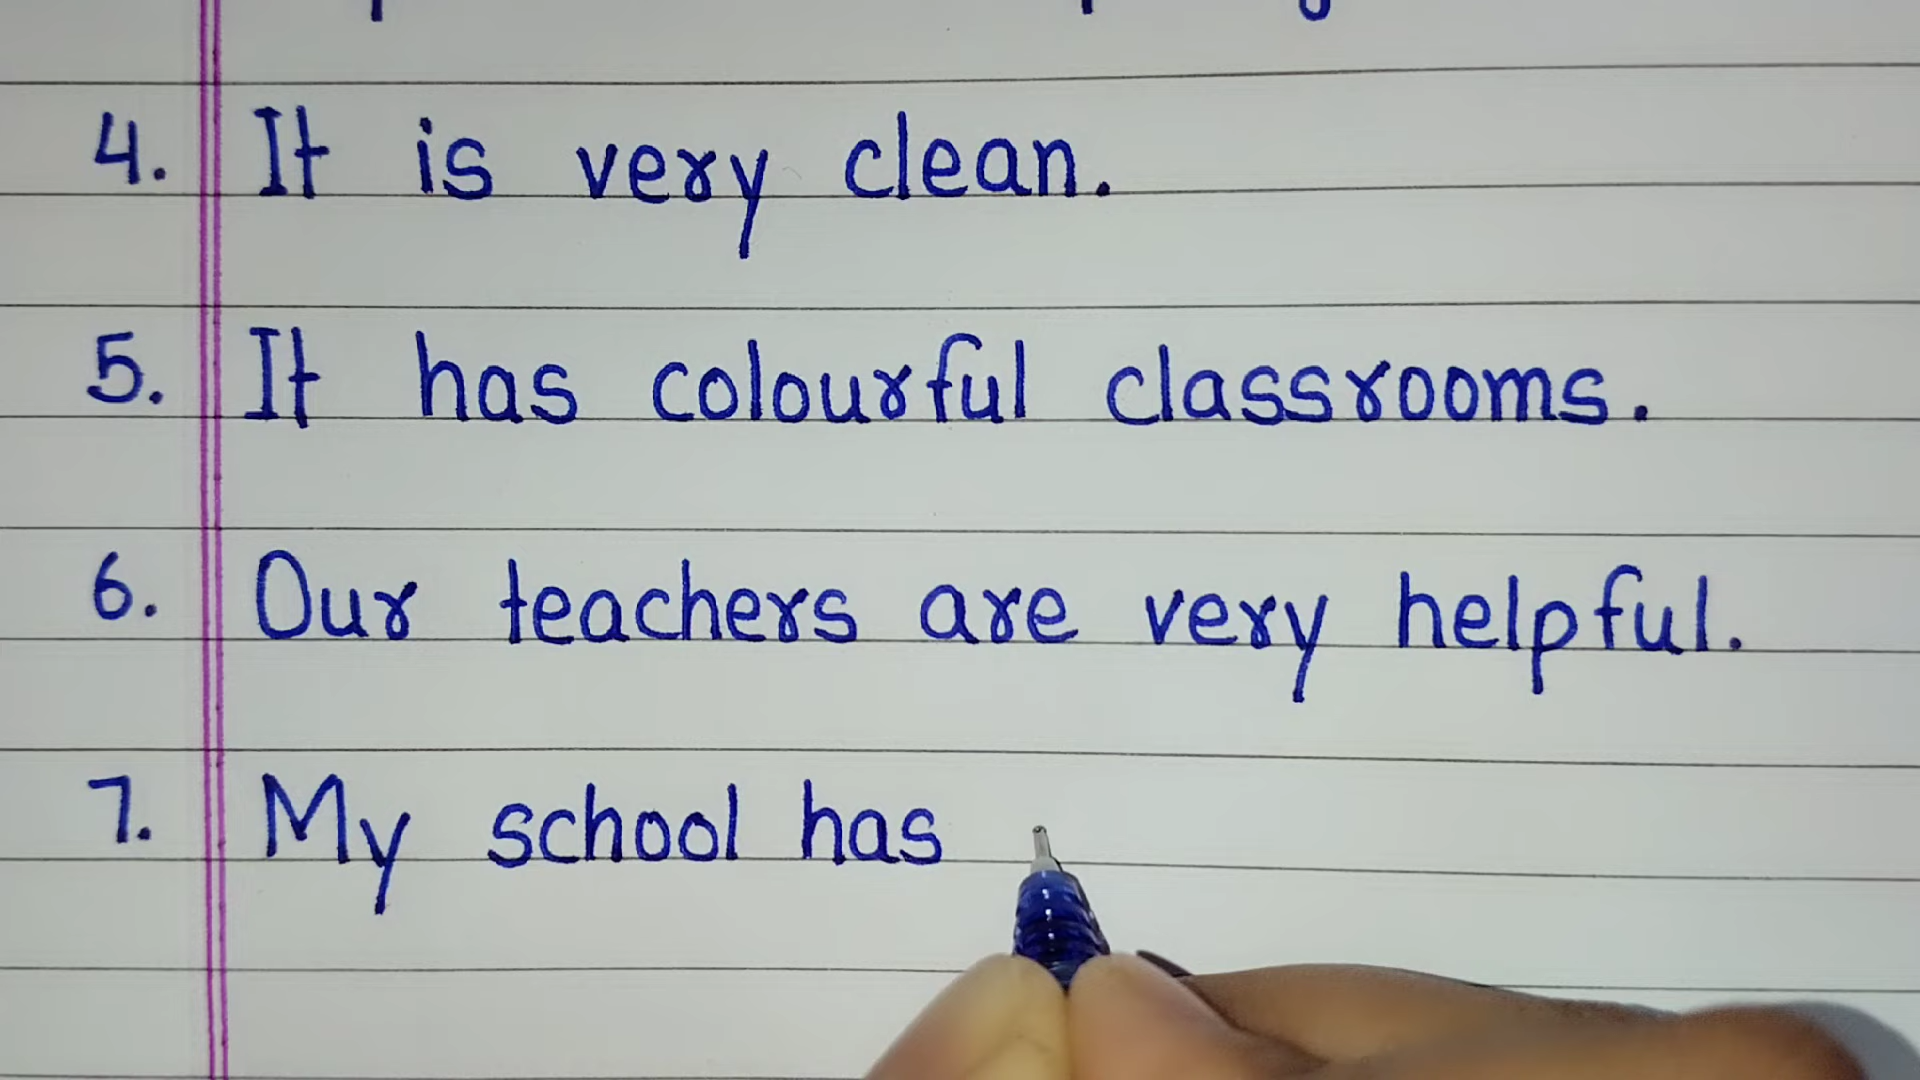 4. It is very clean.
5. It has colourful classrooms.
6. Our teachers are very helpful.
7. My school has